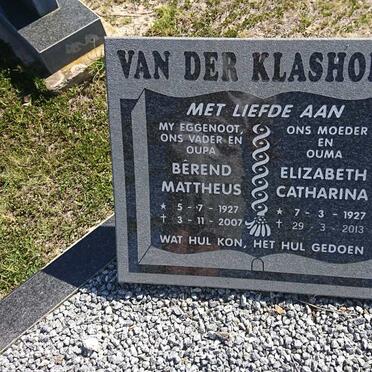 VAN DER KLASHO
MET LIEFDE AAN
MY EGGENOOT,
ONS VADER EN
OUPA
BÊREND
MATTHEUS
★ 5-7-1927
✝ 3-11-2007
ONS MOEDER
EN
OUMA
ELIZABETH
CATHARINA
★ 7-3-1927
✝ 29-3-2013
WAT HUL KON, HET HUL GEDOEN